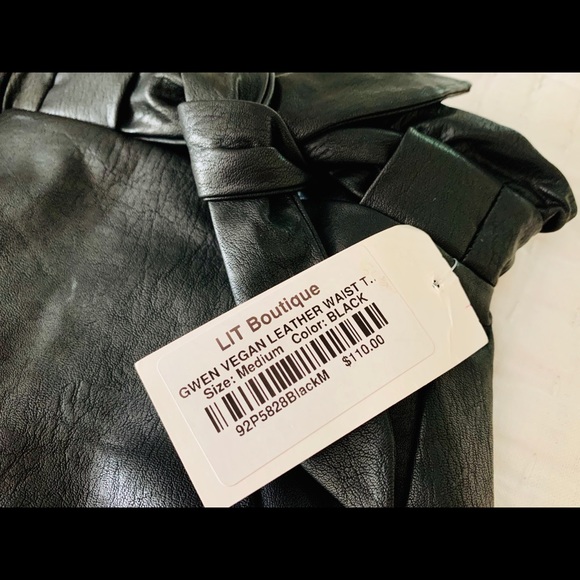 LIT Boutique
GWEN VEGAN LEATHER WAIST T..
Size: Medium Color: BLACK
$110.00
92P5828BlackM